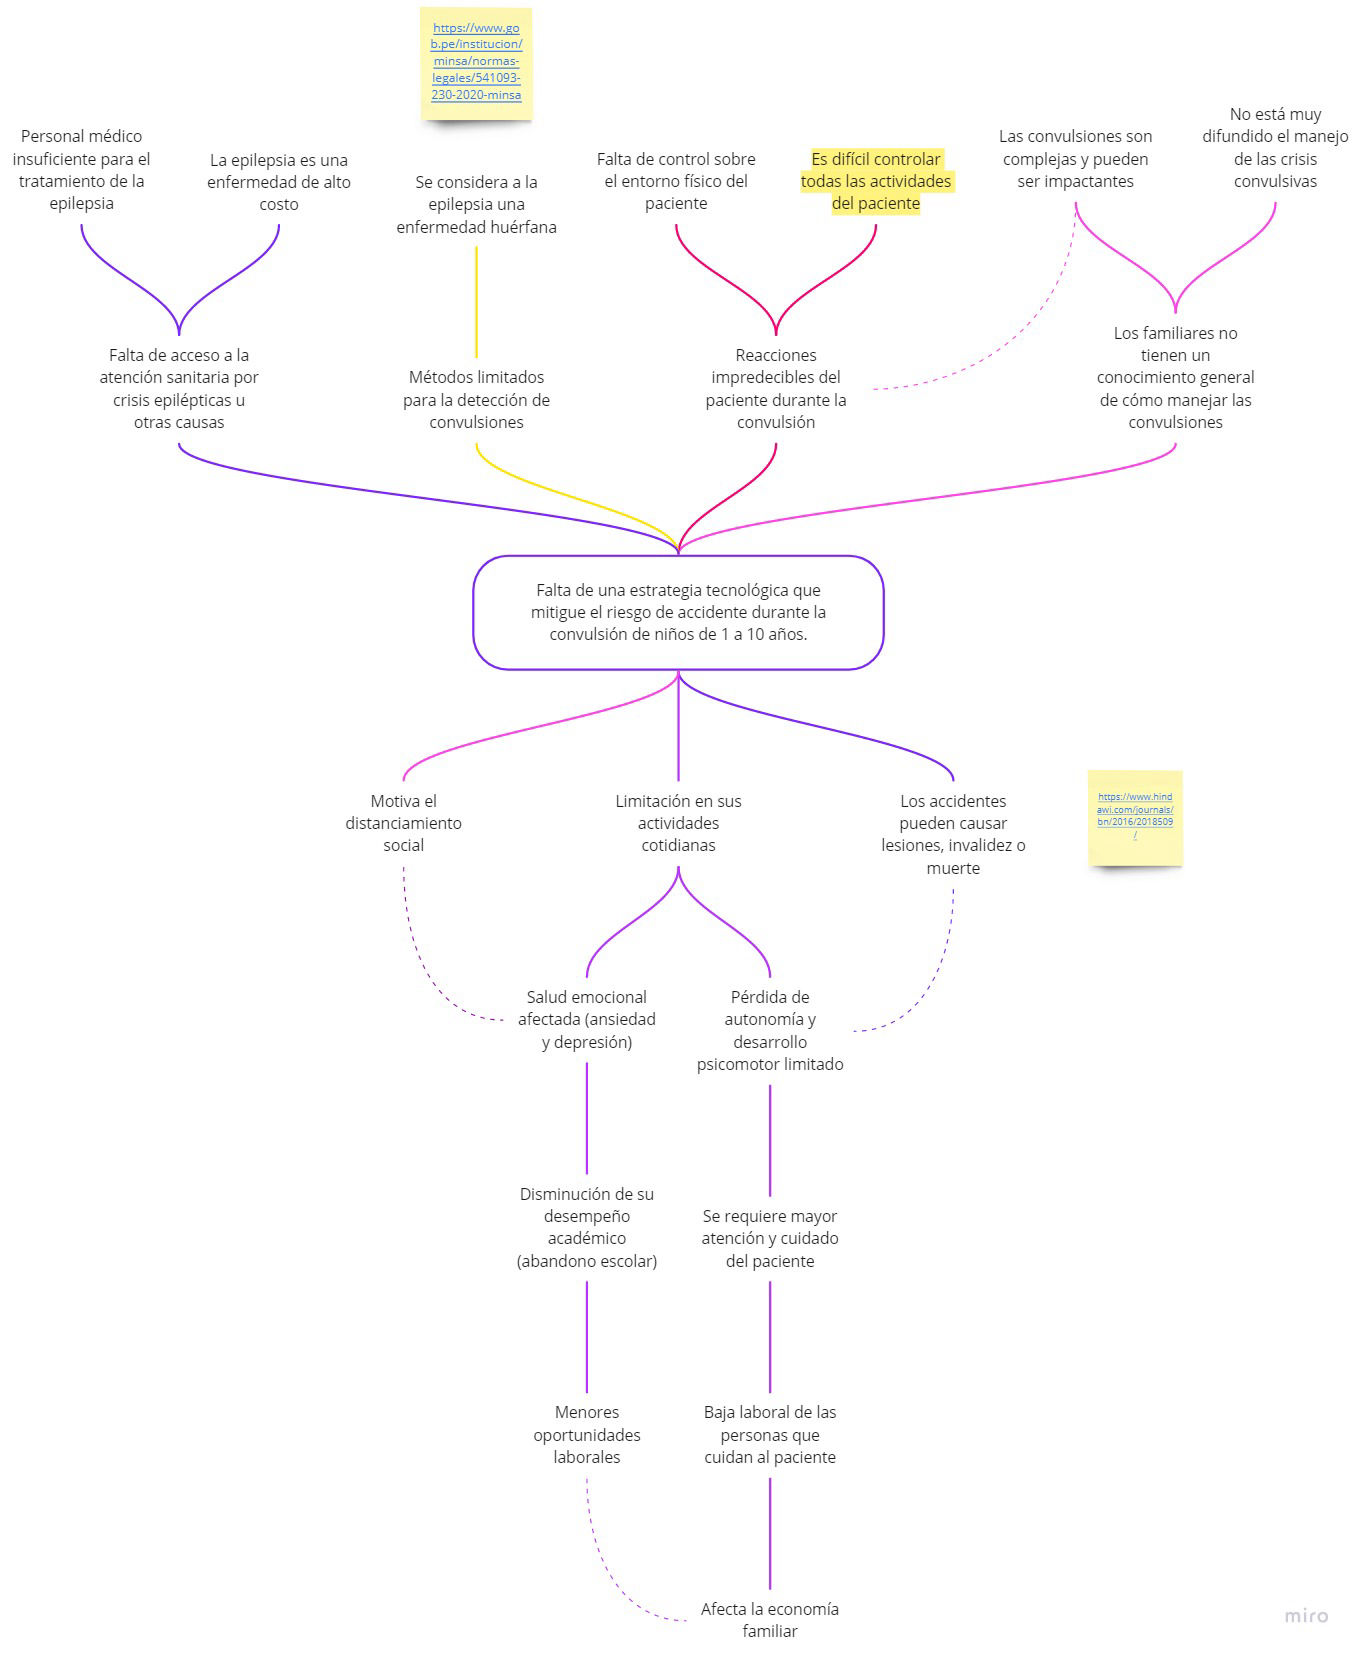 https://www.go
b.pe/institucion/
minsa/normas-
legales/541093-
230-2020-minsa
Personal médico
insuficiente para el
tratamiento de la
epilepsia
La epilepsia es una
enfermedad de alto
costo
Se considera a la
epilepsia una
enfermedad huérfana
Falta de control sobre
el entorno físico del
paciente
Es difícil controlar
todas las actividades
del paciente
Las convulsiones son
complejas y pueden
ser impactantes
No está muy
difundido el manejo
de las crisis
convulsivas
Falta de acceso a la
atención sanitaria por
crisis epilépticas u
otras causas
Métodos limitados
para la detección de
convulsiones
Reacciones
impredecibles del
paciente durante la
convulsión
Los familiares no
tienen un
conocimiento general
de cómo manejar las
convulsiones
Falta de una estrategia tecnológica que
mitigue el riesgo de accidente durante la
convulsión de niños de 1 a 10 años.
Motiva el
distanciamiento
social
Limitación en sus
actividades
cotidianas
Los accidentes
pueden causar
lesiones, invalidez o
muerte
https://www.hind
awi.com/journals/
bn/2016/2018509
/
Salud emocional
afectada (ansiedad
y depresión)
Pérdida de
autonomía y
desarrollo
psicomotor limitado
Disminución de su
desempeño
académico
(abandono escolar)
Se requiere mayor
atención y cuidado
del paciente
Menores
oportunidades
laborales
Baja laboral de las
personas que
cuidan al paciente
Afecta la economía
familiar
miro